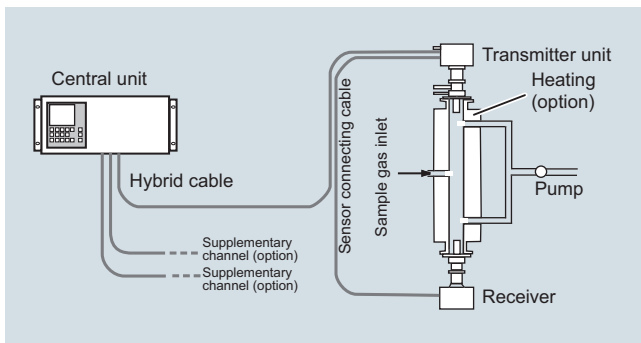 Central unit
Transmitter unit
Heating
(option)
Sensor connecting cable
Sample gas inlet
Hybrid cable
Pump
Supplementary
channel (option)
Supplementary
channel (option)
Receiver